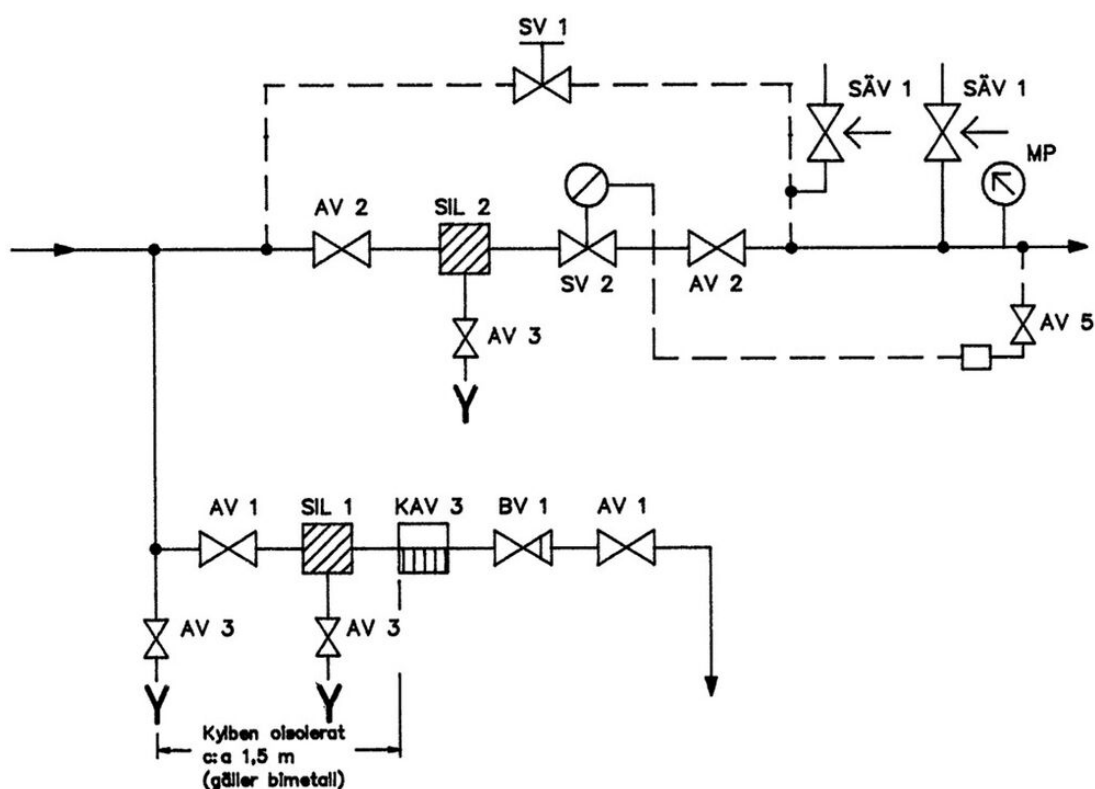 SV 1
SÄV 1
SÄV 1
MP
AV 2
SIL 2
SV 2
AV 2
AV 3
AV 5
AV 1
SIL 1
KAV 3
BV 1
AV 1
AV 3
AV 3
Kylben oisolerat
c:a 1,5 m
(gäller bimetall)